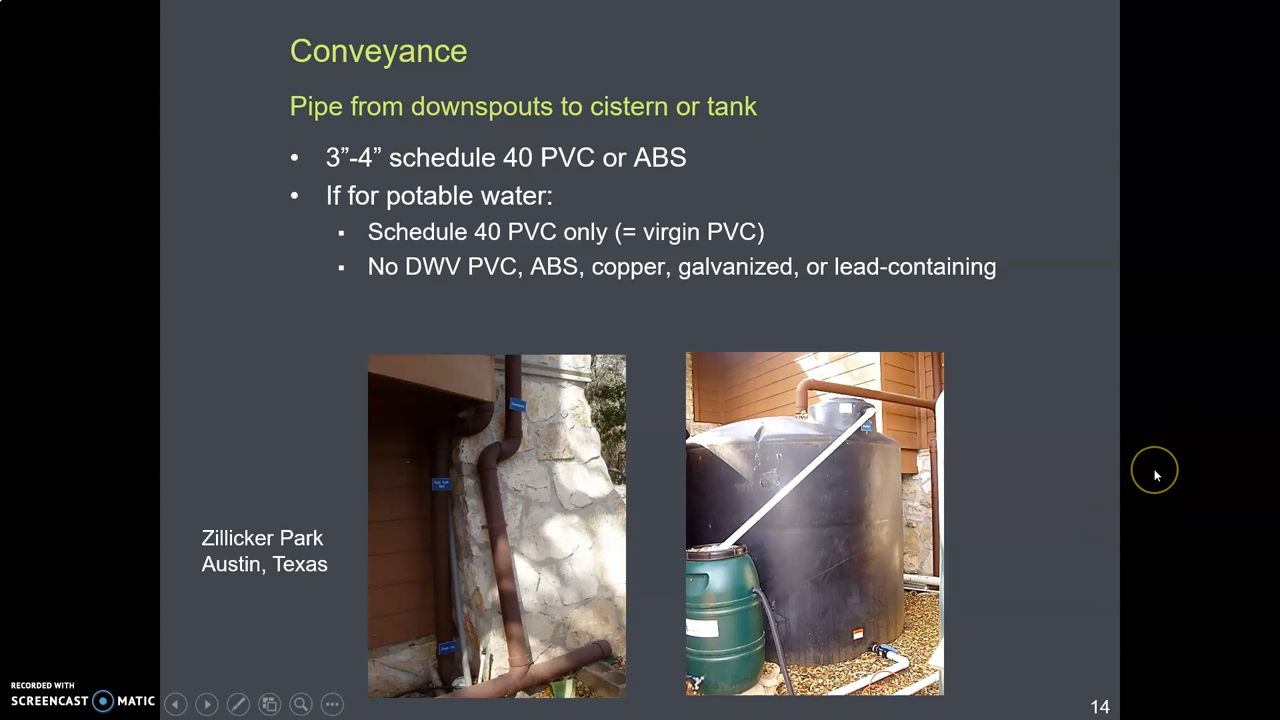 Conveyance
Pipe from downspouts to cistern or tank
• 3”-4” schedule 40 PVC or ABS
• If for potable water:
▪ Schedule 40 PVC only (= virgin PVC)
▪ No DWV PVC, ABS, copper, galvanized, or lead-containing
Zillicker Park
Austin, Texas
RECORDED WITH
SCREENCAST MATIC
14